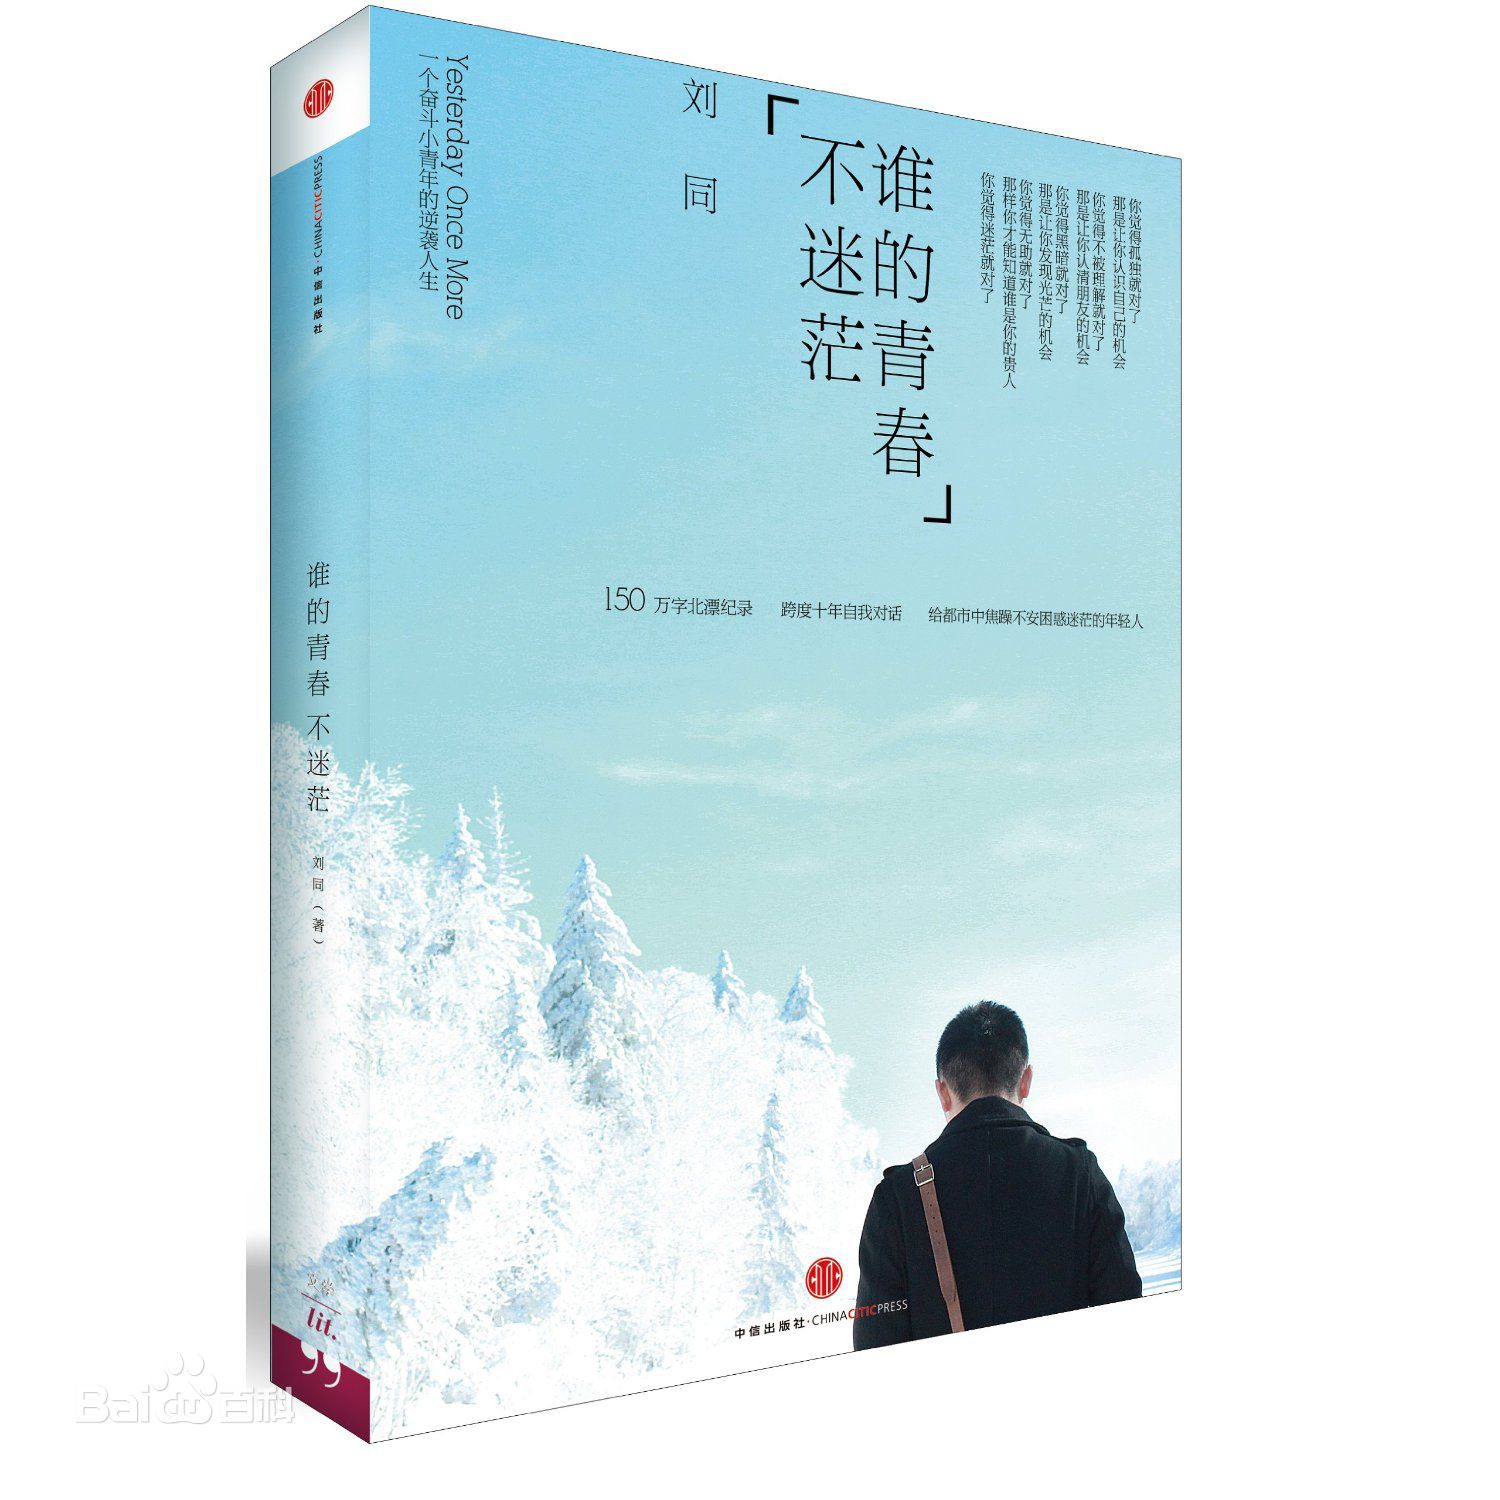 你觉得孤独就对了
那是让你认识自己的机会
你觉得不被理解就对了
那是让你认清朋友的机会
你觉得黑暗就对了
那是让你发现光芒的机会
你觉得无助就对了
那样你才能知道谁是你的贵人
你觉得迷茫就对了
「谁的青春
不迷茫」
刘同
Yesterday Once More
一个奋斗小青年的逆袭人生
150 万字北漂纪录 跨度十年自我对话 给都市中焦躁不安困惑迷茫的年轻人
中信出版社·CHINACITICPRESS
中信出版社·CHINACITICPRESS
谁的青春 不迷茫
刘同（著）
文学
lit.
Bai百科